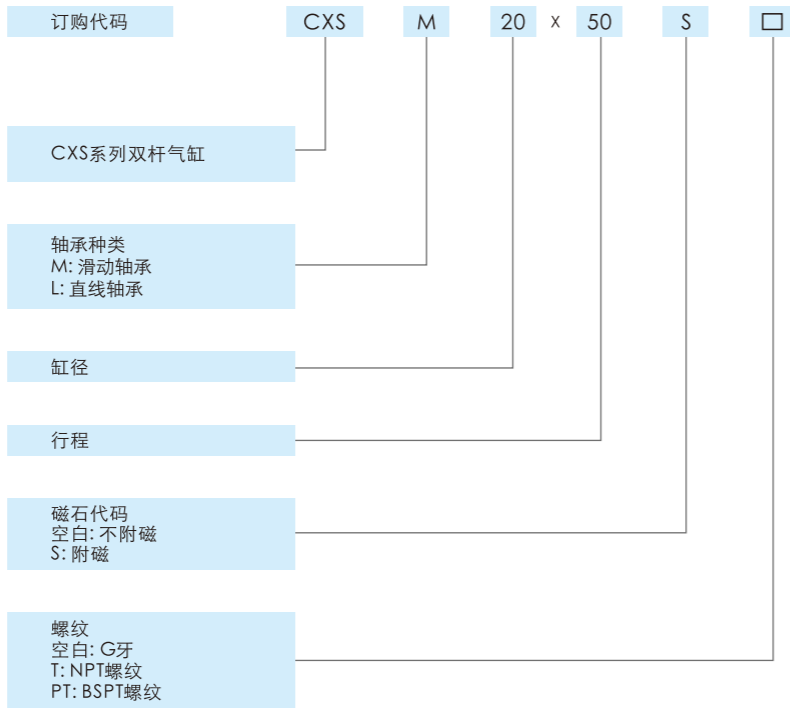 订购代码 CXS M 20 x 50 S □
CXS系列双杆气缸
轴承种类
M: 滑动轴承
L: 直线轴承
缸径
行程
磁石代码
空白: 不附磁
S: 附磁
螺纹
空白: G牙
T: NPT螺纹
PT: BSPT螺纹